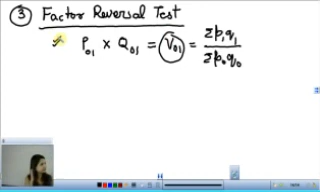 ③ Factor Reversal Test
P₀₁ × Q₀₁ = V₀₁ = Σp₁q₁ / Σp₀q₀